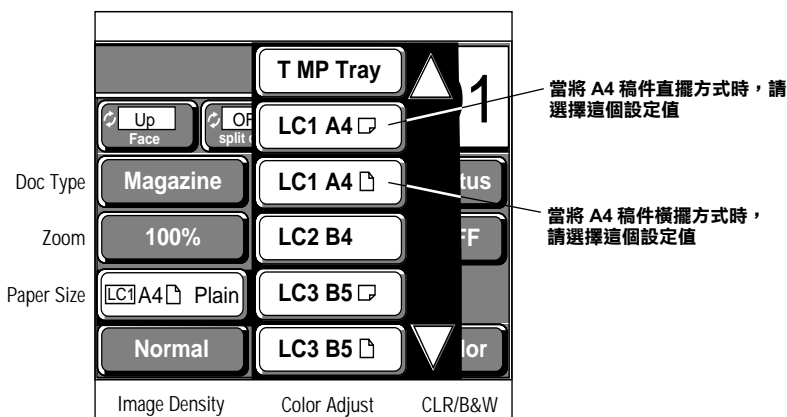 T MP Tray
1
當將 A4 稿件直擺方式時，請
選擇這個設定值
Up
Face
OF
split
LC1 A4
Doc Type
Magazine
LC1 A4
tus
當將 A4 稿件橫擺方式時，
請選擇這個設定值
Zoom
100%
LC2 B4
FF
Paper Size
LC1 A4 Plain
LC3 B5
Normal
LC3 B5
lor
Image Density
Color Adjust
CLR/B&W